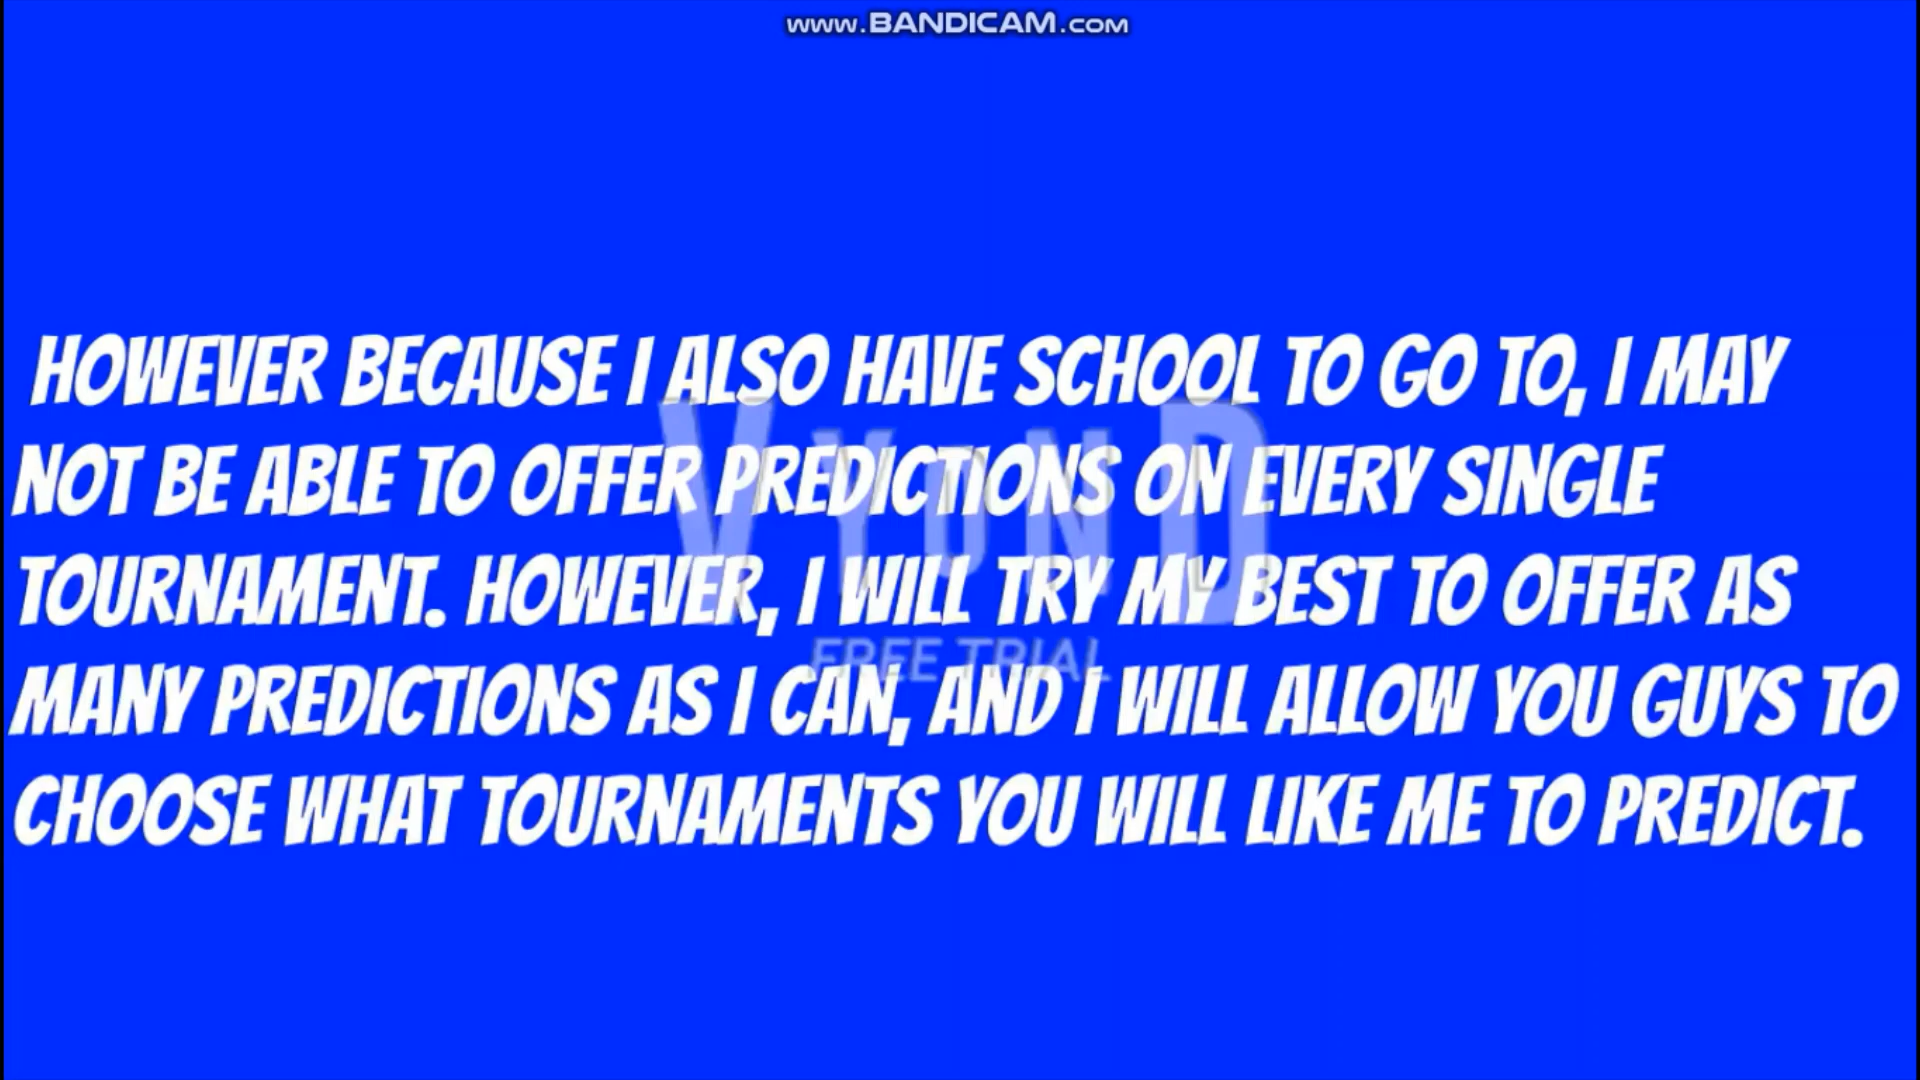 www.BANDICAM.com
HOWEVER BECAUSE I ALSO HAVE SCHOOL TO GO TO, I MAY
NOT BE ABLE TO OFFER PREDICTIONS ON EVERY SINGLE
TOURNAMENT. HOWEVER, I WILL TRY MY BEST TO OFFER AS
MANY PREDICTIONS AS I CAN, AND I WILL ALLOW YOU GUYS TO
CHOOSE WHAT TOURNAMENTS YOU WILL LIKE ME TO PREDICT.
VYOND
FREE TRIAL